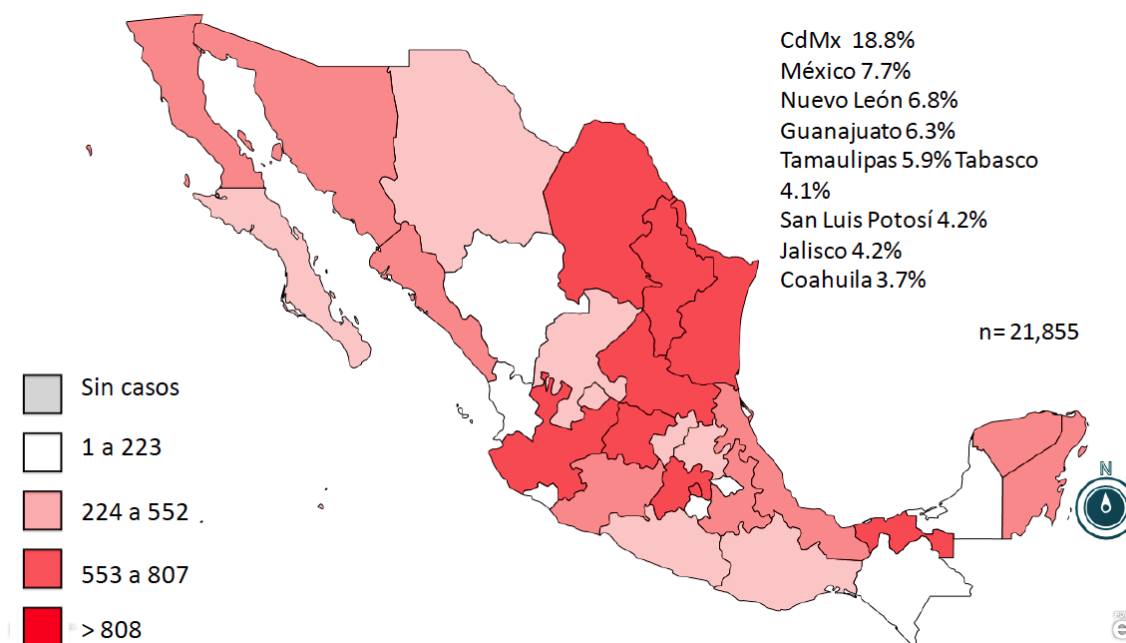 CdMx 18.8%
México 7.7%
Nuevo León 6.8%
Guanajuato 6.3%
Tamaulipas 5.9% Tabasco
4.1%
San Luis Potosí 4.2%
Jalisco 4.2%
Coahuila 3.7%
n= 21,855
Sin casos
1 a 223
224 a 552
553 a 807
> 808
N